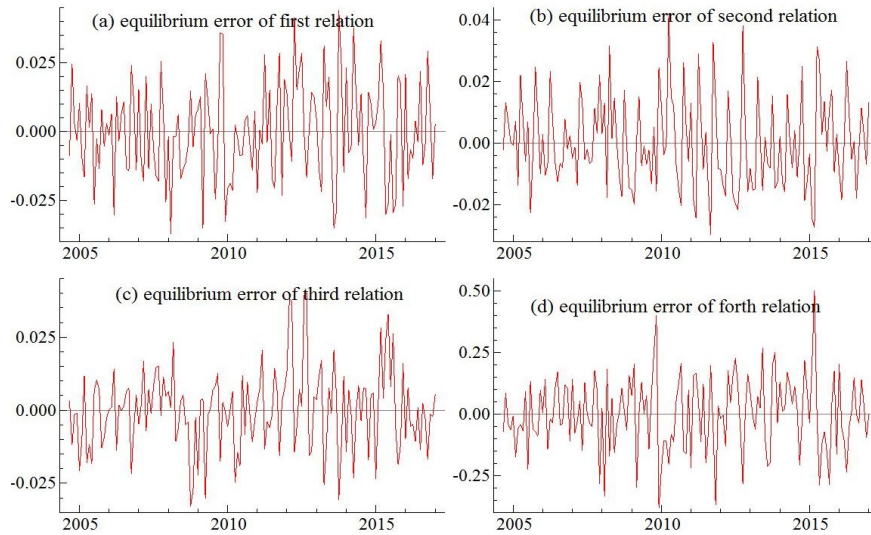 (a) equilibrium error of first relation
0.025
0.000
-0.025
2005 2010 2015
(b) equilibrium error of second relation
0.04
0.02
0.00
-0.02
2005 2010 2015
(c) equilibrium error of third relation
0.025
0.000
-0.025
2005 2010 2015
(d) equilibrium error of forth relation
0.50
0.25
0.00
-0.25
2005 2010 2015